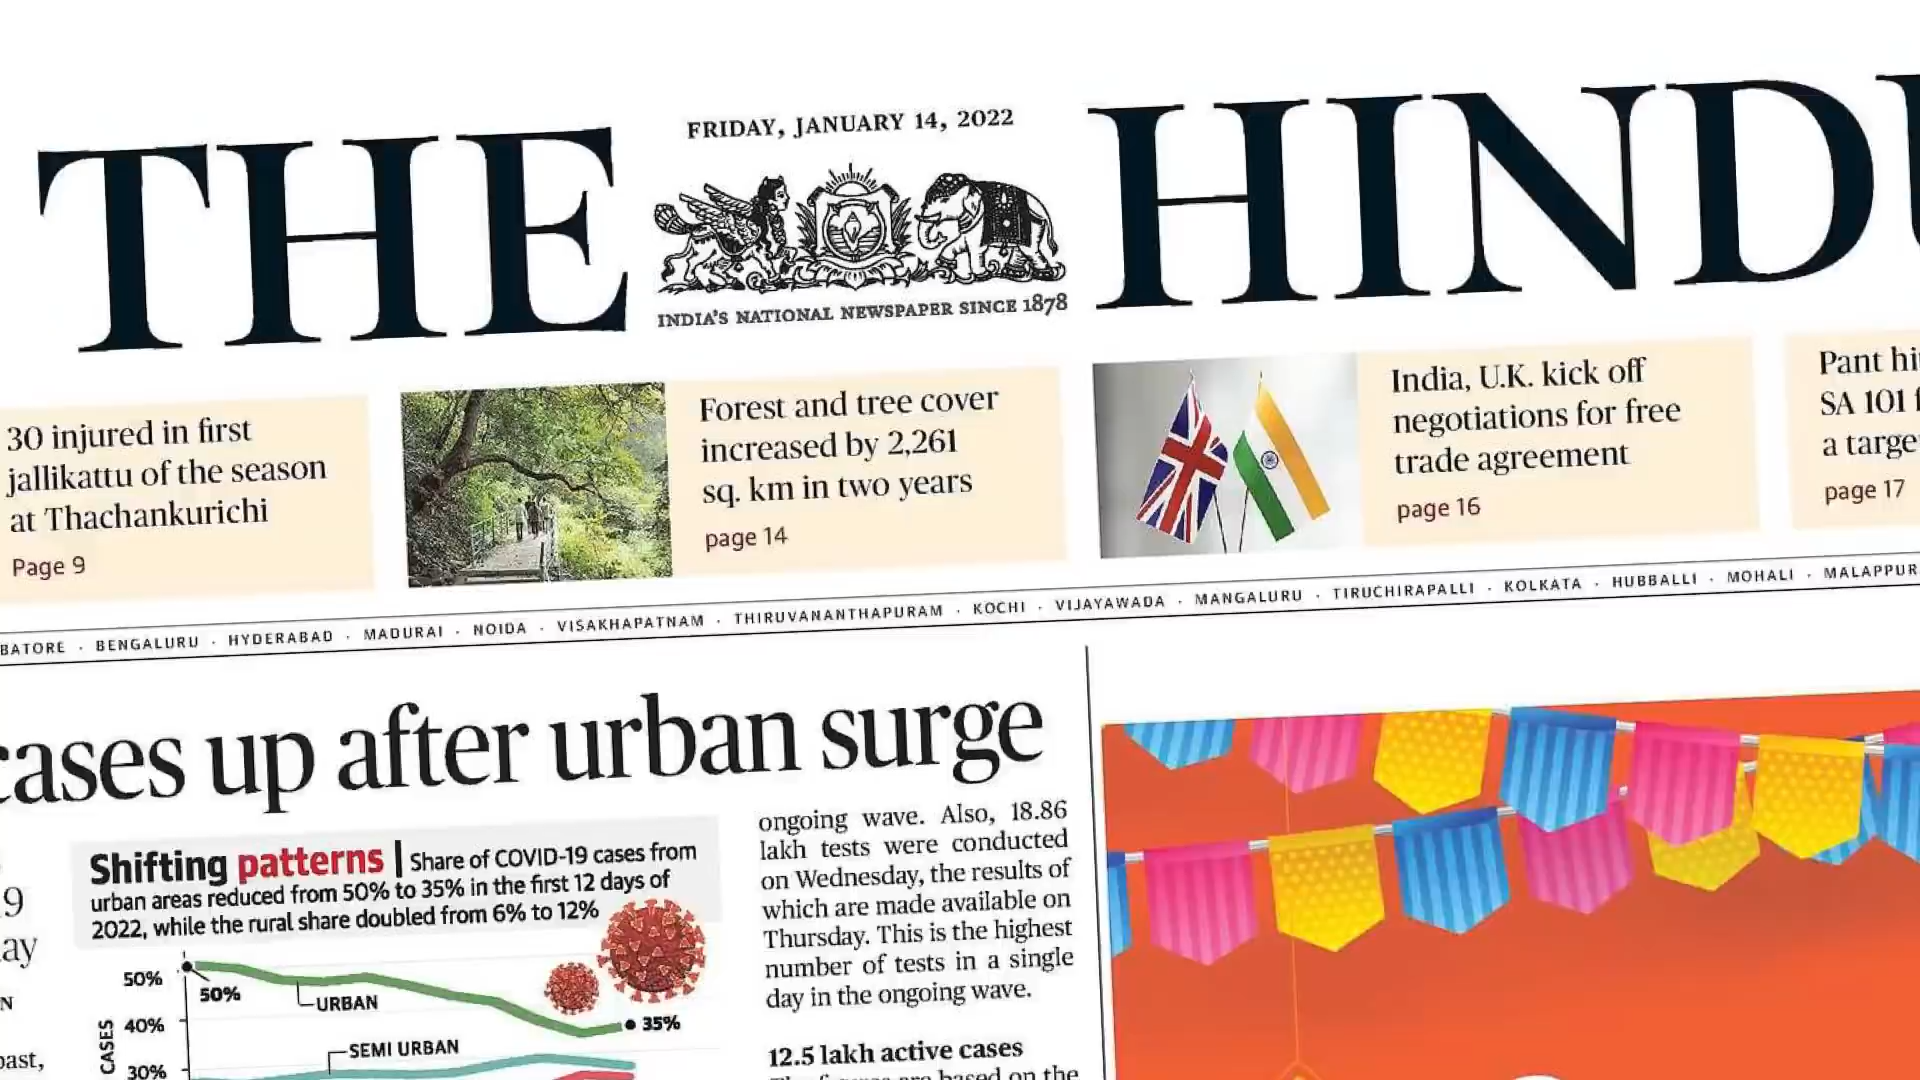 FRIDAY, JANUARY 14, 2022
THE HINDU
INDIA'S NATIONAL NEWSPAPER SINCE 1878
30 injured in first
jallikattu of the season
at Thachankurichi
Page 9
Forest and tree cover
increased by 2,261
sq. km in two years
page 14
India, U.K. kick off
negotiations for free
trade agreement
page 16
Pant
SA 101
a
page 17
BENGALURU · HYDERABAD · MADURAI · NOIDA · VISAKHAPATNAM · THIRUVANANTHAPURAM · KOCHI · VIJAYAWADA · MANGALURU · TIRUCHIRAPALLI · KOLKATA · HUBBALLI · MOHALI ·
cases up after urban surge
Shifting patterns | Share of COVID-19 cases from
urban areas reduced from 50% to 35% in the first 12 days of
2022, while the rural share doubled from 6% to 12%
50%
50%
URBAN
40%
35%
CASES
SEMI URBAN
30%
ongoing wave. Also, 18.86
lakh tests were conducted
on Wednesday, the results of
which are made available on
Thursday. This is the highest
number of tests in a single
day in the ongoing wave.
12.5 lakh active cases